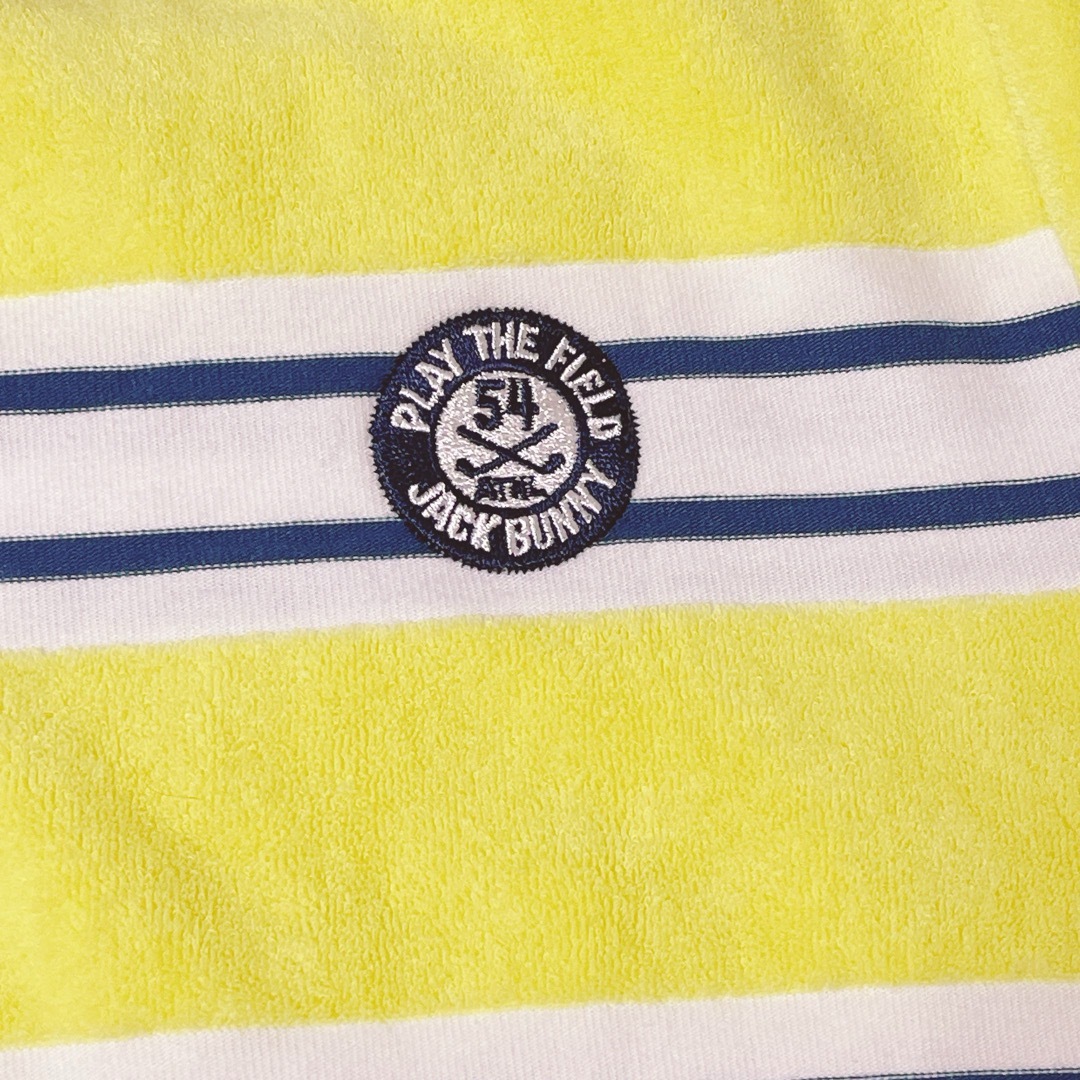 PLAY THE FIELD
54
JACK BUNNY